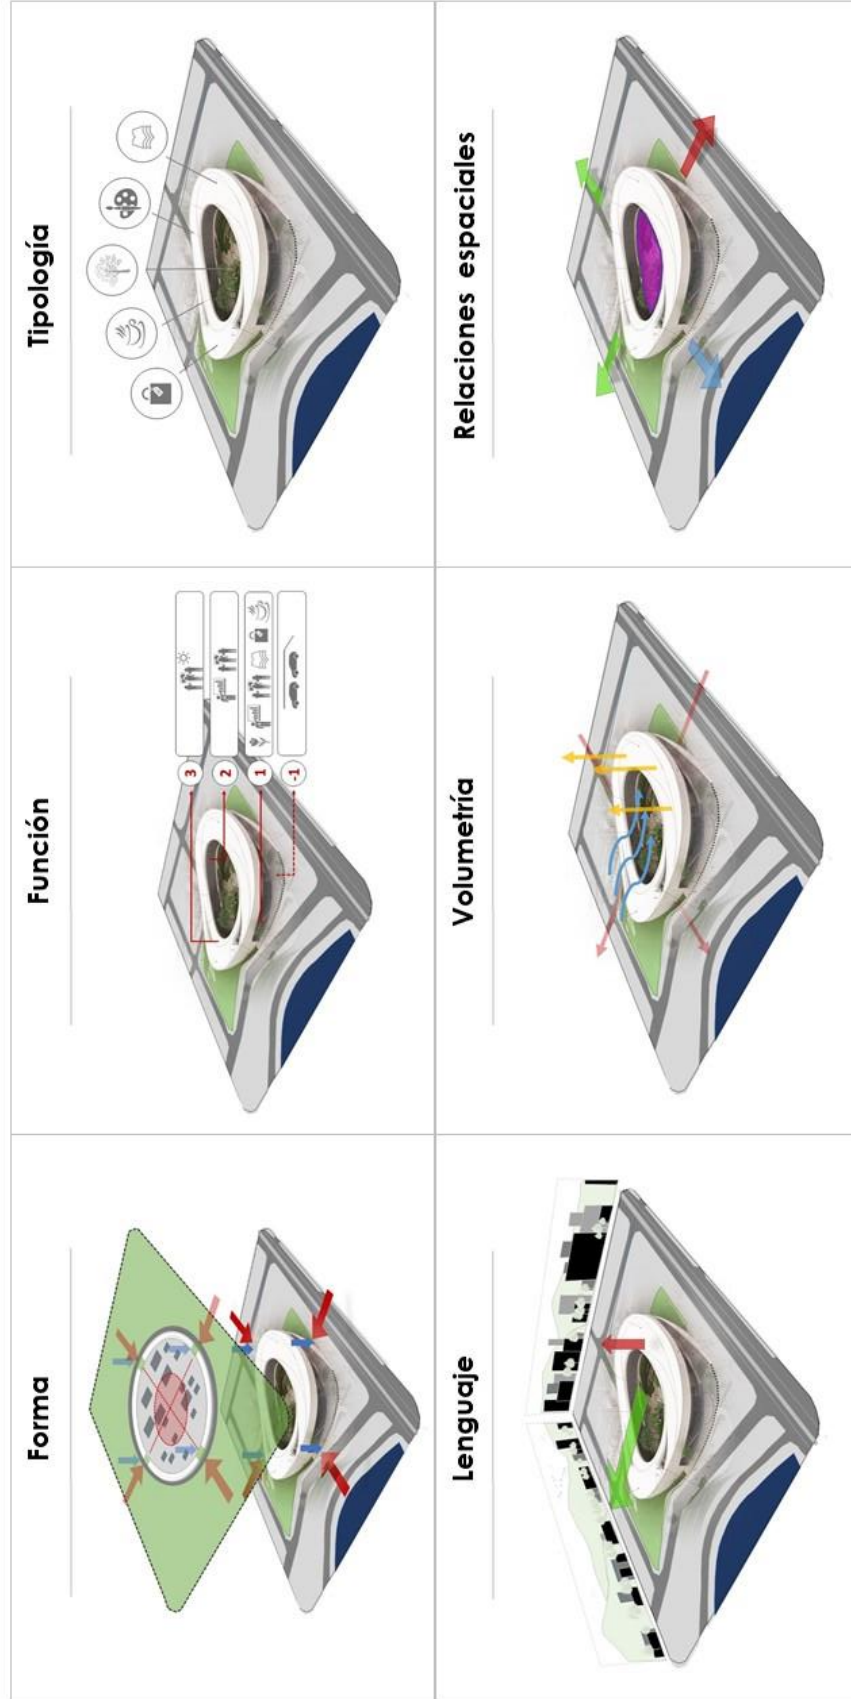 Forma
Función
3
2
1
-1
Tipología
Lenguaje
Volumetría
Relaciones espaciales